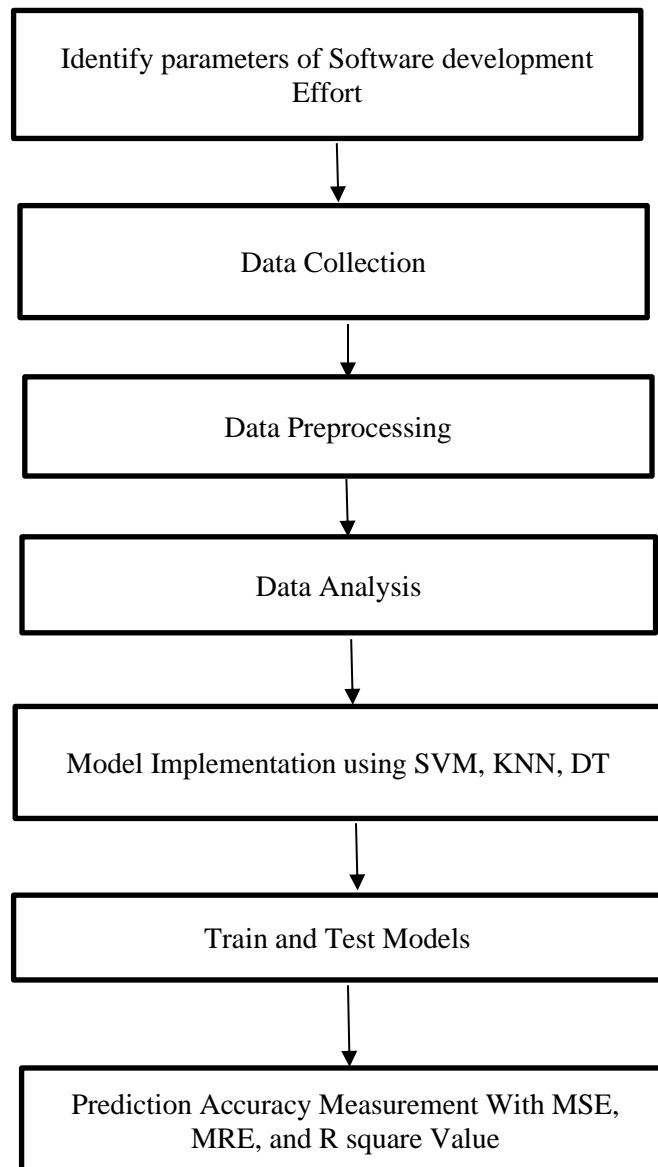 Identify parameters of Software development
Effort
Data Collection
Data Preprocessing
Data Analysis
Model Implementation using SVM, KNN, DT
Train and Test Models
Prediction Accuracy Measurement With MSE,
MRE, and R square Value